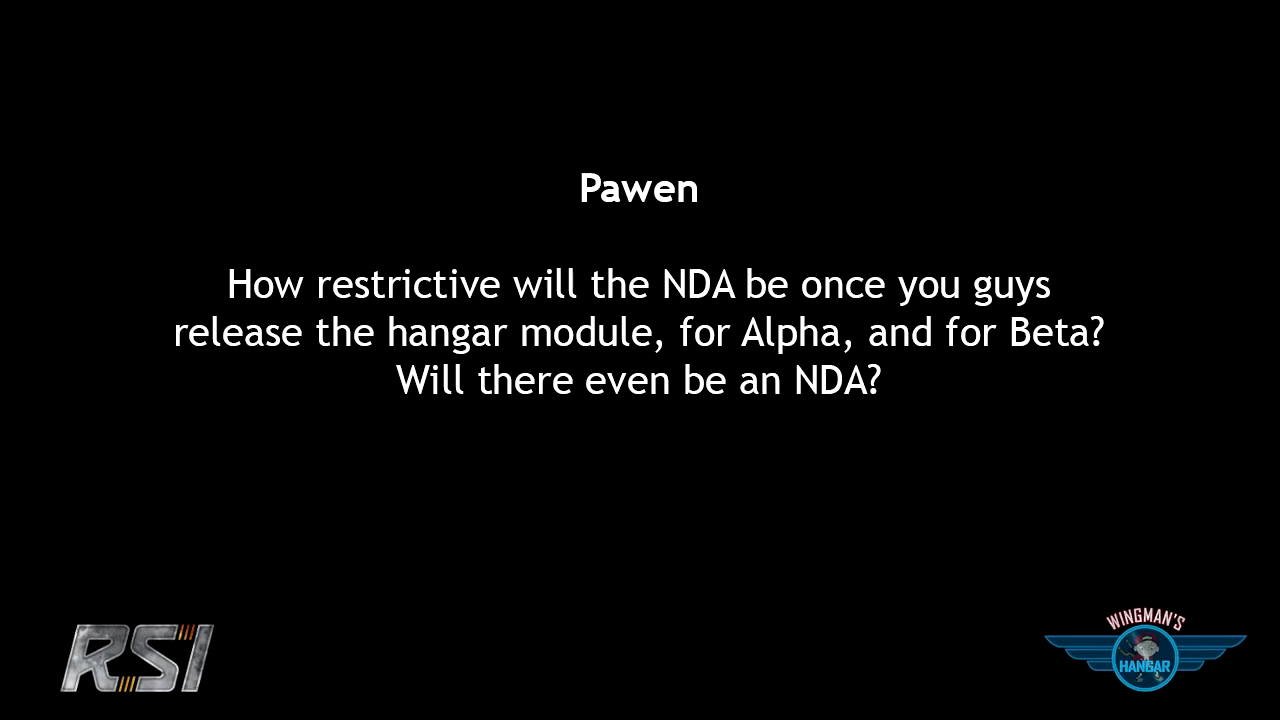 Pawen
How restrictive will the NDA be once you guys
release the hangar module, for Alpha, and for Beta?
Will there even be an NDA?
RSI
WINGMAN'S
HANGAR